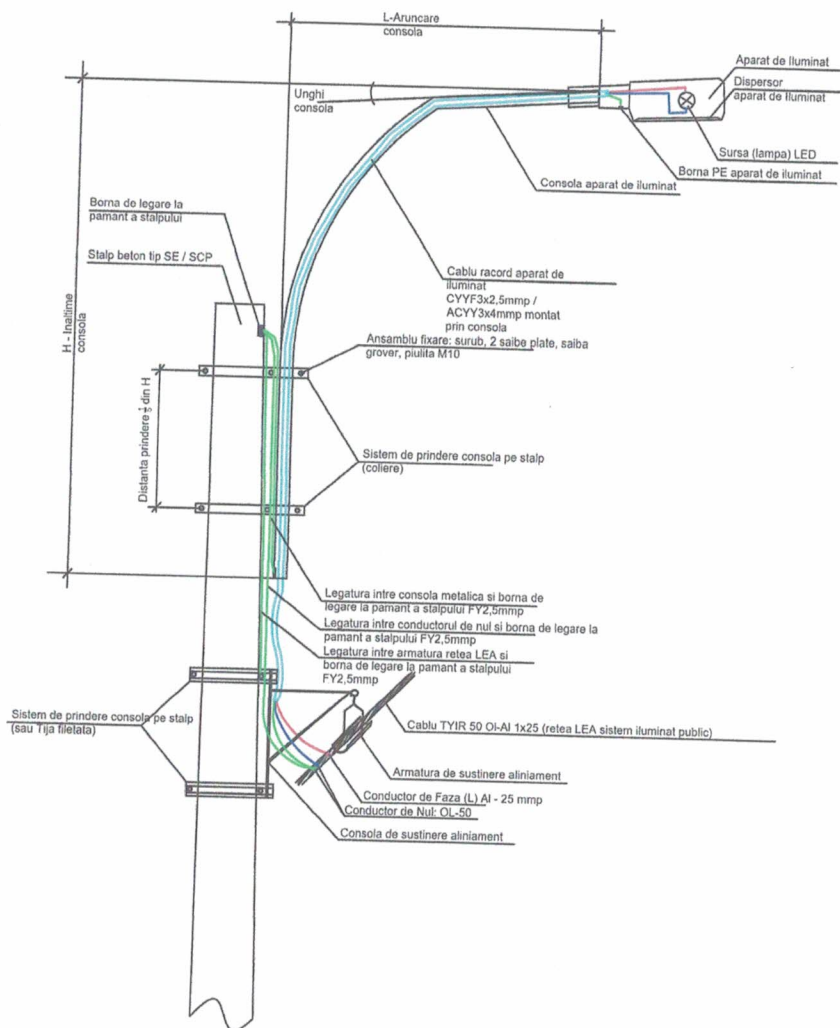 L-Aruncare
consola
Aparat de Iluminat
Dispersor
aparat de Iluminat
Unghi
consola
Sursa (lampa) LED
Borna PE aparat de iluminat
Consola aparat de iluminat
Borna de legare la
pamant a stalpului
Stalp beton tip SE / SCP
Cablu racord aparat de
iluminat
CYYF3x2,5mmp /
ACYY3x4mmp montat
prin consola
H - Inaltime
consola
Ansamblu fixare: surub, 2 saibe plate, saiba
grover, piulita M10
Distanta prindere din H
Sistem de prindere consola pe stalp
(coliere)
Legatura intre consola metalica si borna de
legare la pamant a stalpului FY2,5mmp
Legatura intre conductorul de nul si borna de legare la
pamant a stalpului FY2,5mmp
Legatura intre armatura retea LEA si
borna de legare la pamant a stalpului
FY2,5mmp
Sistem de prindere consola pe stalp
(sau Tija filetata)
Cablu TYIR 50 Ol-Al 1x25 (retea LEA sistem iluminat public)
Armatura de sustinere aliniament
Conductor de Faza (L) Al - 25 mmp
Conductor de Nul: OL-50
Consola de sustinere aliniament